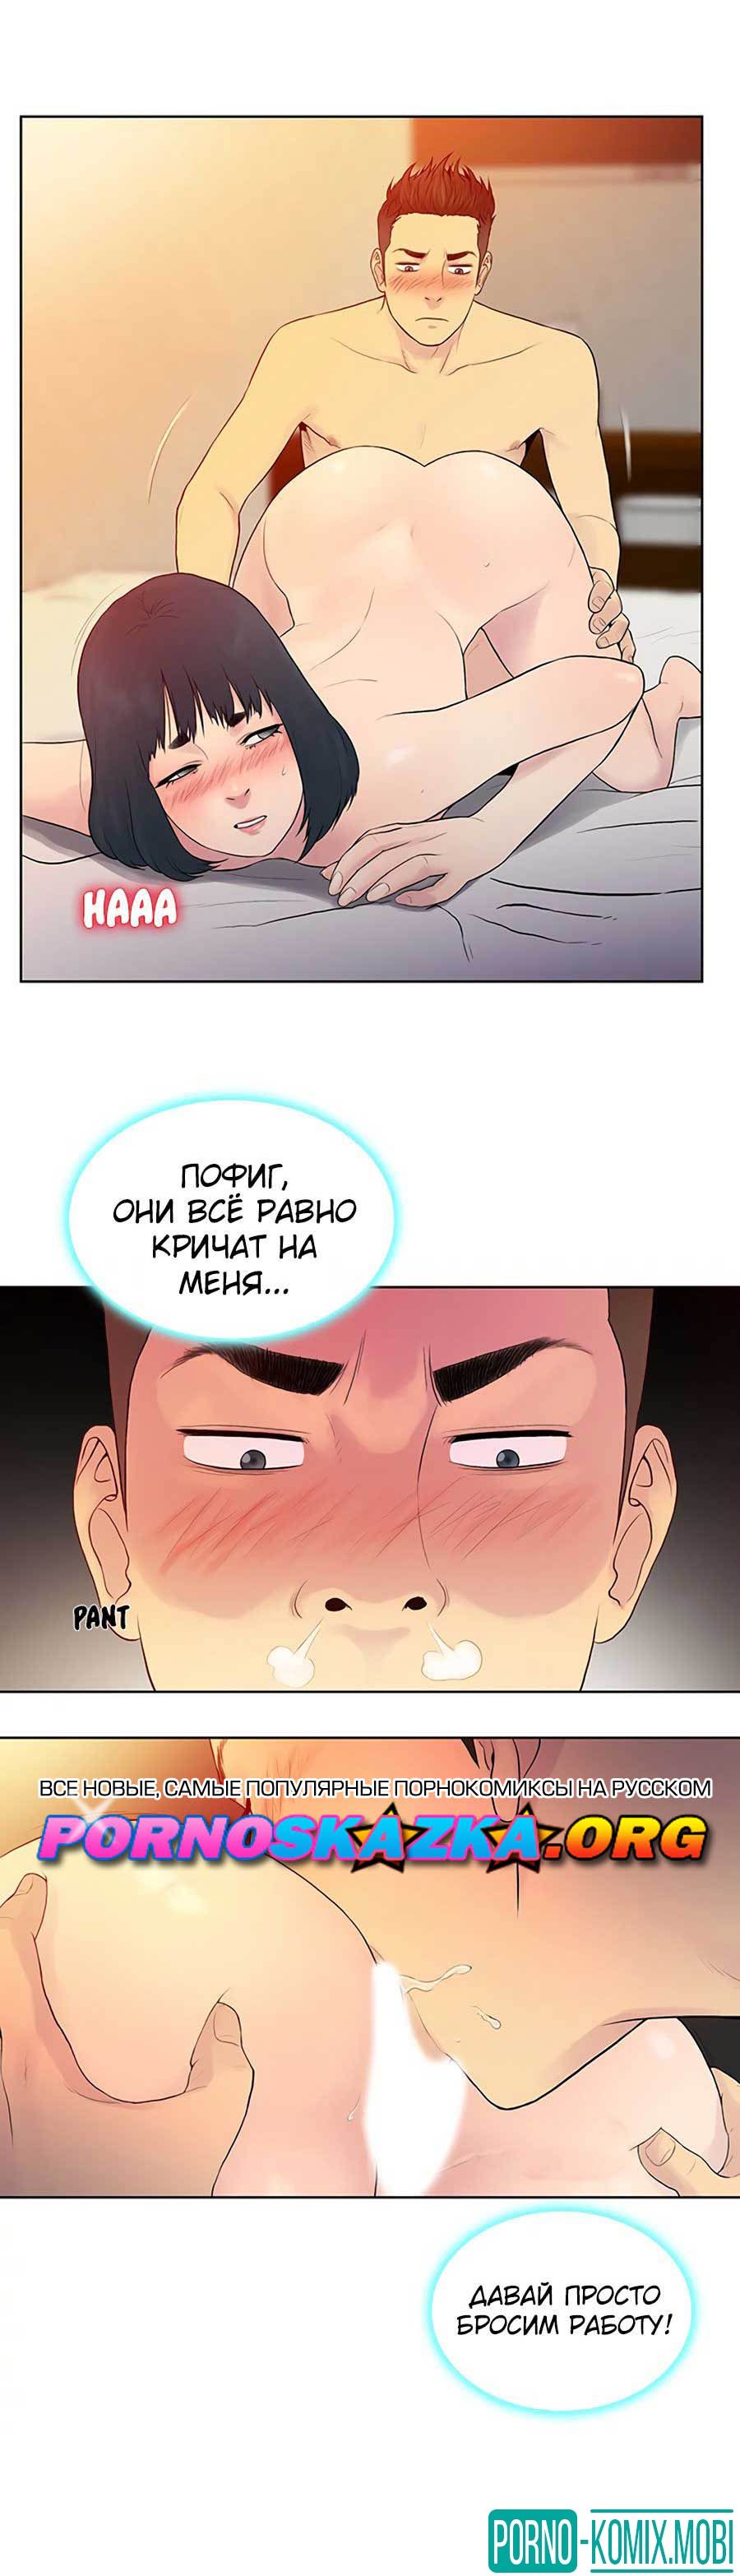 HAAA
ПОФИГ,
ОНИ ВСЁ РАВНО
КРИЧАТ НА
МЕНЯ...
PANT
ВСЕ НОВЫЕ, САМЫЕ ПОПУЛЯРНЫЕ ПОРНОКОМИКСЫ НА РУССКОМ
PORNOSKAZKA.ORG
ДАВАЙ ПРОСТО
БРОСИМ РАБОТУ!
PORNO-KOMIX.MOBI